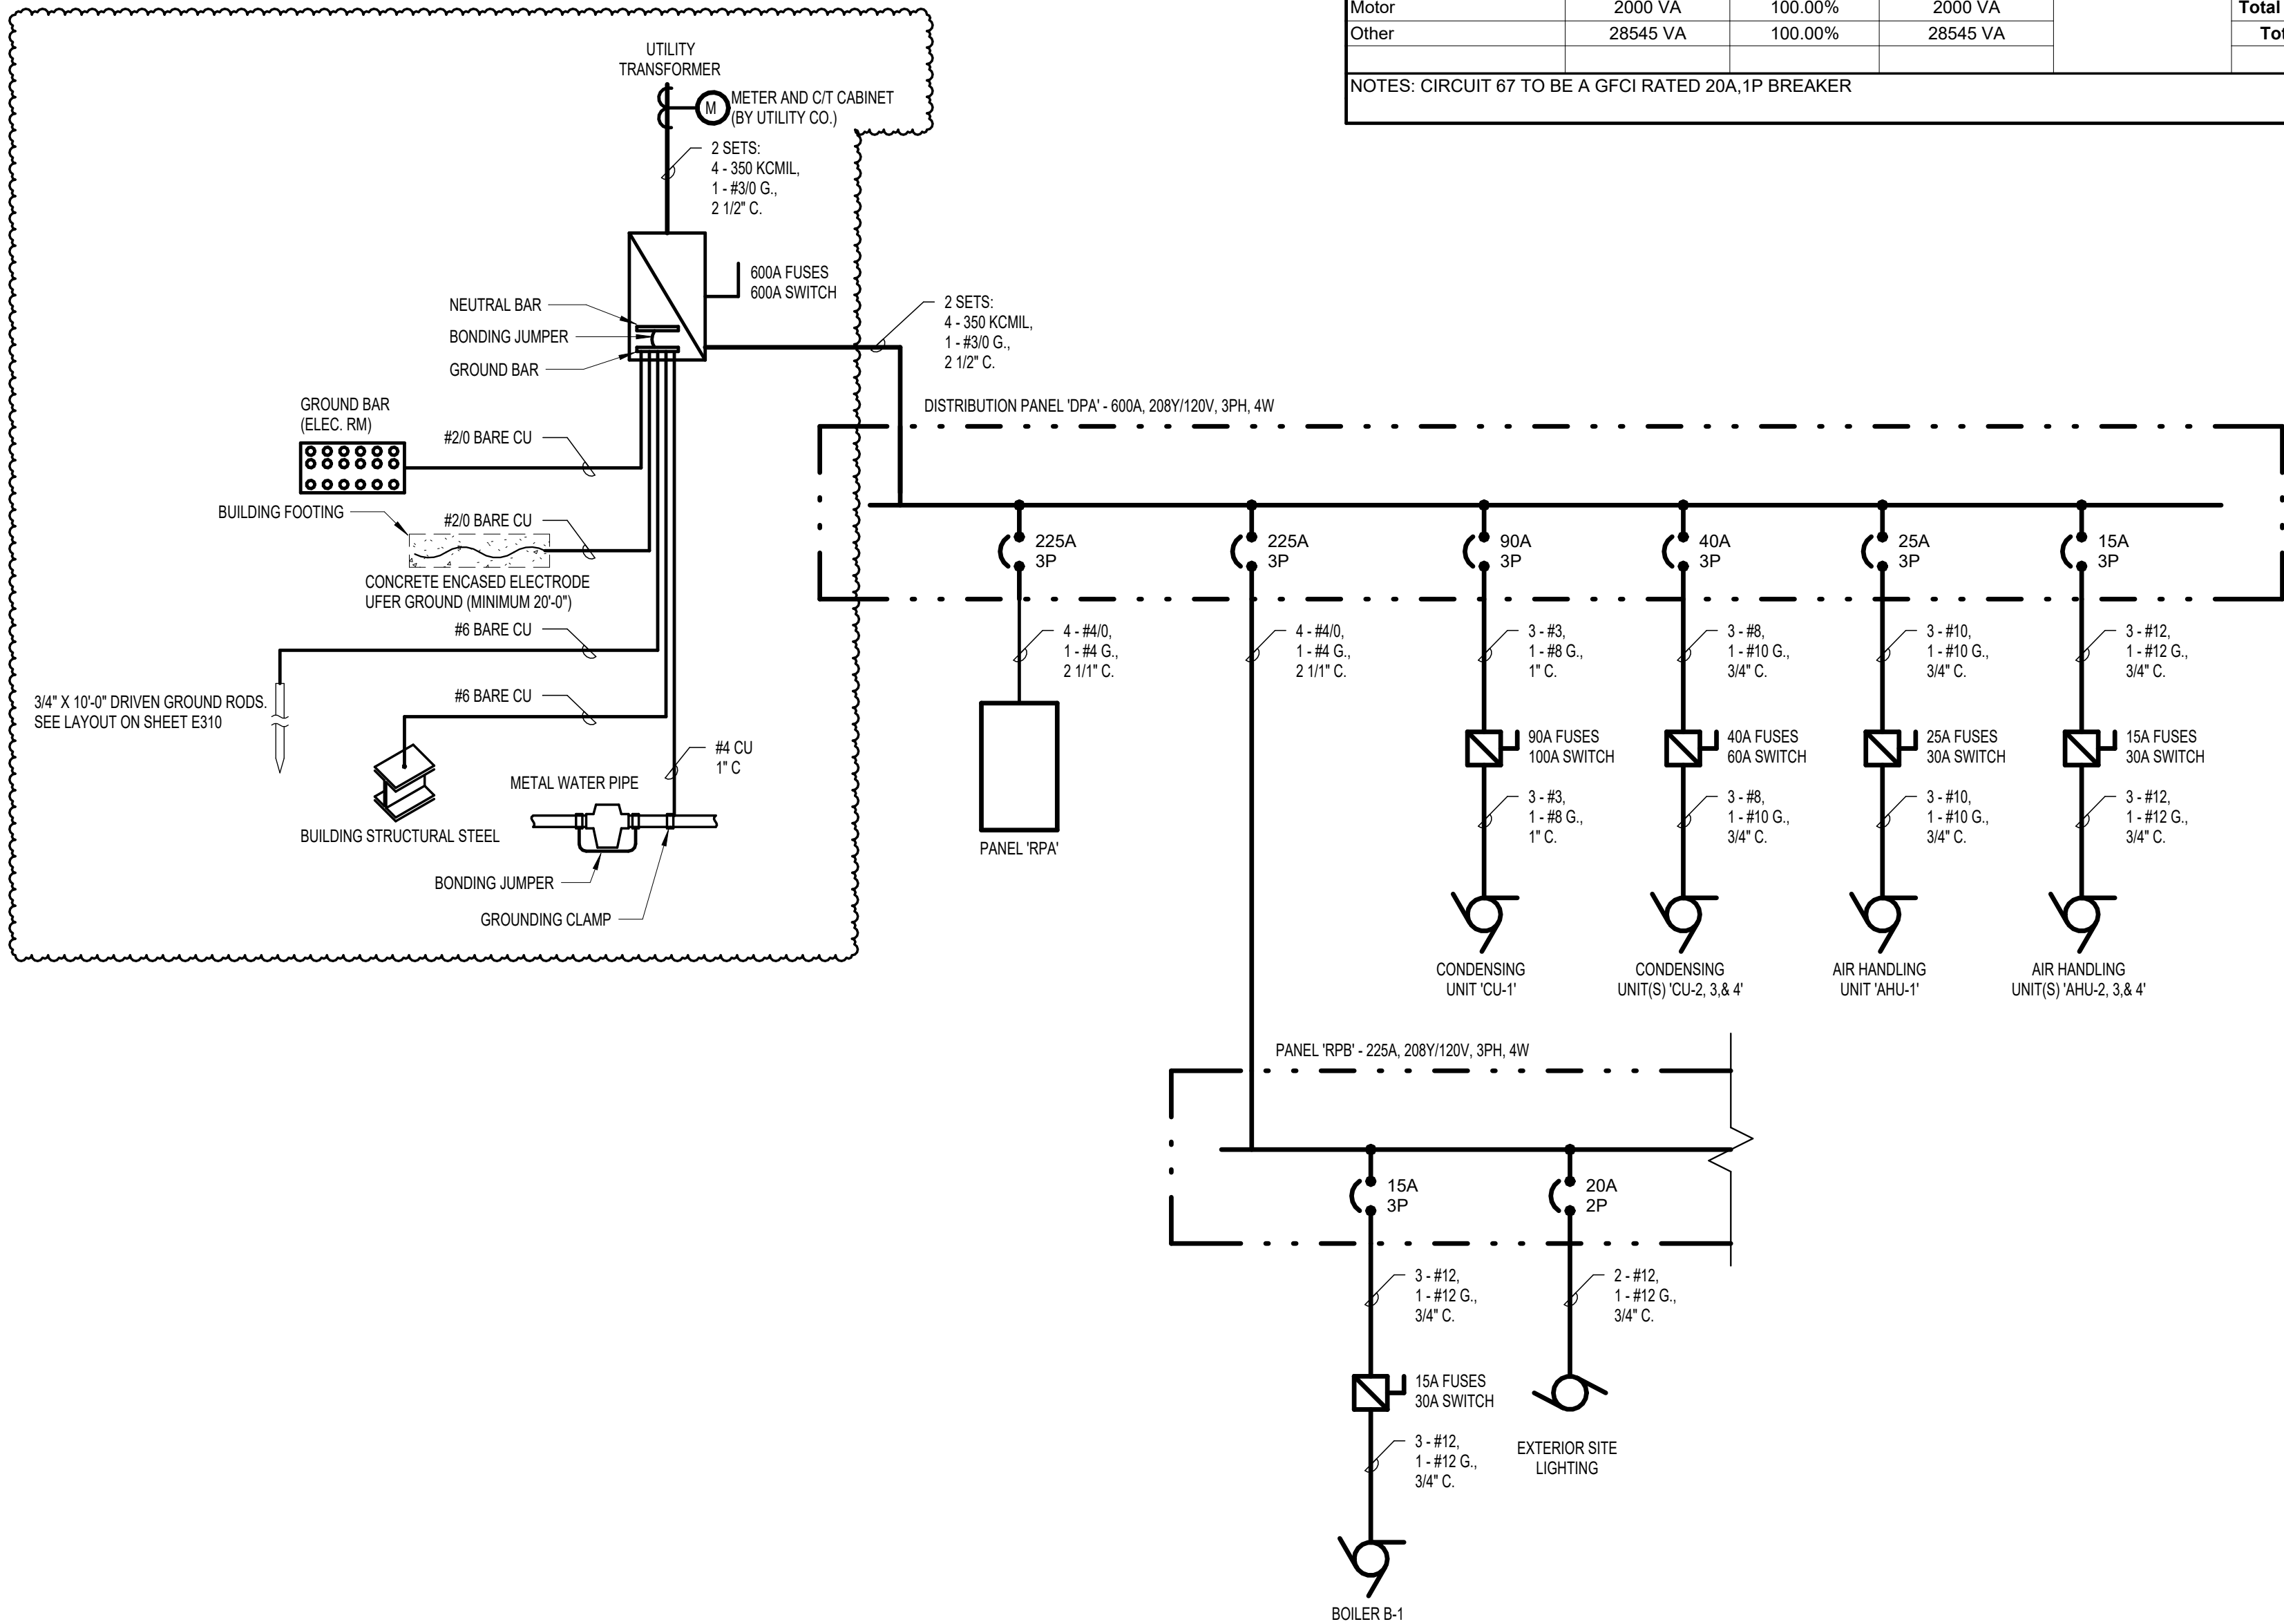 Motor 2000 VA 100.00% 2000 VA Total
Other 28545 VA 100.00% 28545 VA
NOTES: CIRCUIT 67 TO BE A GFCI RATED 20A,1P BREAKER
UTILITY
TRANSFORMER
M
METER AND C/T CABINET
(BY UTILITY CO.)
2 SETS:
4 - 350 KCMIL,
1 - #3/0 G.,
2 1/2" C.
600A FUSES
600A SWITCH
NEUTRAL BAR
BONDING JUMPER
GROUND BAR
2 SETS:
4 - 350 KCMIL,
1 - #3/0 G.,
2 1/2" C.
GROUND BAR
(ELEC. RM)
#2/0 BARE CU
BUILDING FOOTING
#2/0 BARE CU
CONCRETE ENCASED ELECTRODE
UFER GROUND (MINIMUM 20'-0")
#6 BARE CU
3/4" X 10'-0" DRIVEN GROUND RODS.
SEE LAYOUT ON SHEET E310
#6 BARE CU
BUILDING STRUCTURAL STEEL
#4 CU
1" C
METAL WATER PIPE
BONDING JUMPER
GROUNDING CLAMP
DISTRIBUTION PANEL 'DPA' - 600A, 208Y/120V, 3PH, 4W
225A
3P
225A
3P
90A
3P
40A
3P
25A
3P
15A
3P
4 - #4/0,
1 - #4 G.,
2 1/1" C.
4 - #4/0,
1 - #4 G.,
2 1/1" C.
3 - #3,
1 - #8 G.,
1" C.
3 - #8,
1 - #10 G.,
3/4" C.
3 - #10,
1 - #10 G.,
3/4" C.
3 - #12,
1 - #12 G.,
3/4" C.
PANEL 'RPA'
90A FUSES
100A SWITCH
40A FUSES
60A SWITCH
25A FUSES
30A SWITCH
15A FUSES
30A SWITCH
3 - #3,
1 - #8 G.,
1" C.
3 - #8,
1 - #10 G.,
3/4" C.
3 - #10,
1 - #10 G.,
3/4" C.
3 - #12,
1 - #12 G.,
3/4" C.
CONDENSING
UNIT 'CU-1'
CONDENSING
UNIT(S) 'CU-2, 3,& 4'
AIR HANDLING
UNIT 'AHU-1'
AIR HANDLING
UNIT(S) 'AHU-2, 3,& 4'
PANEL 'RPB' - 225A, 208Y/120V, 3PH, 4W
15A
3P
20A
2P
3 - #12,
1 - #12 G.,
3/4" C.
2 - #12,
1 - #12 G.,
3/4" C.
15A FUSES
30A SWITCH
3 - #12,
1 - #12 G.,
3/4" C.
EXTERIOR SITE
LIGHTING
BOILER B-1